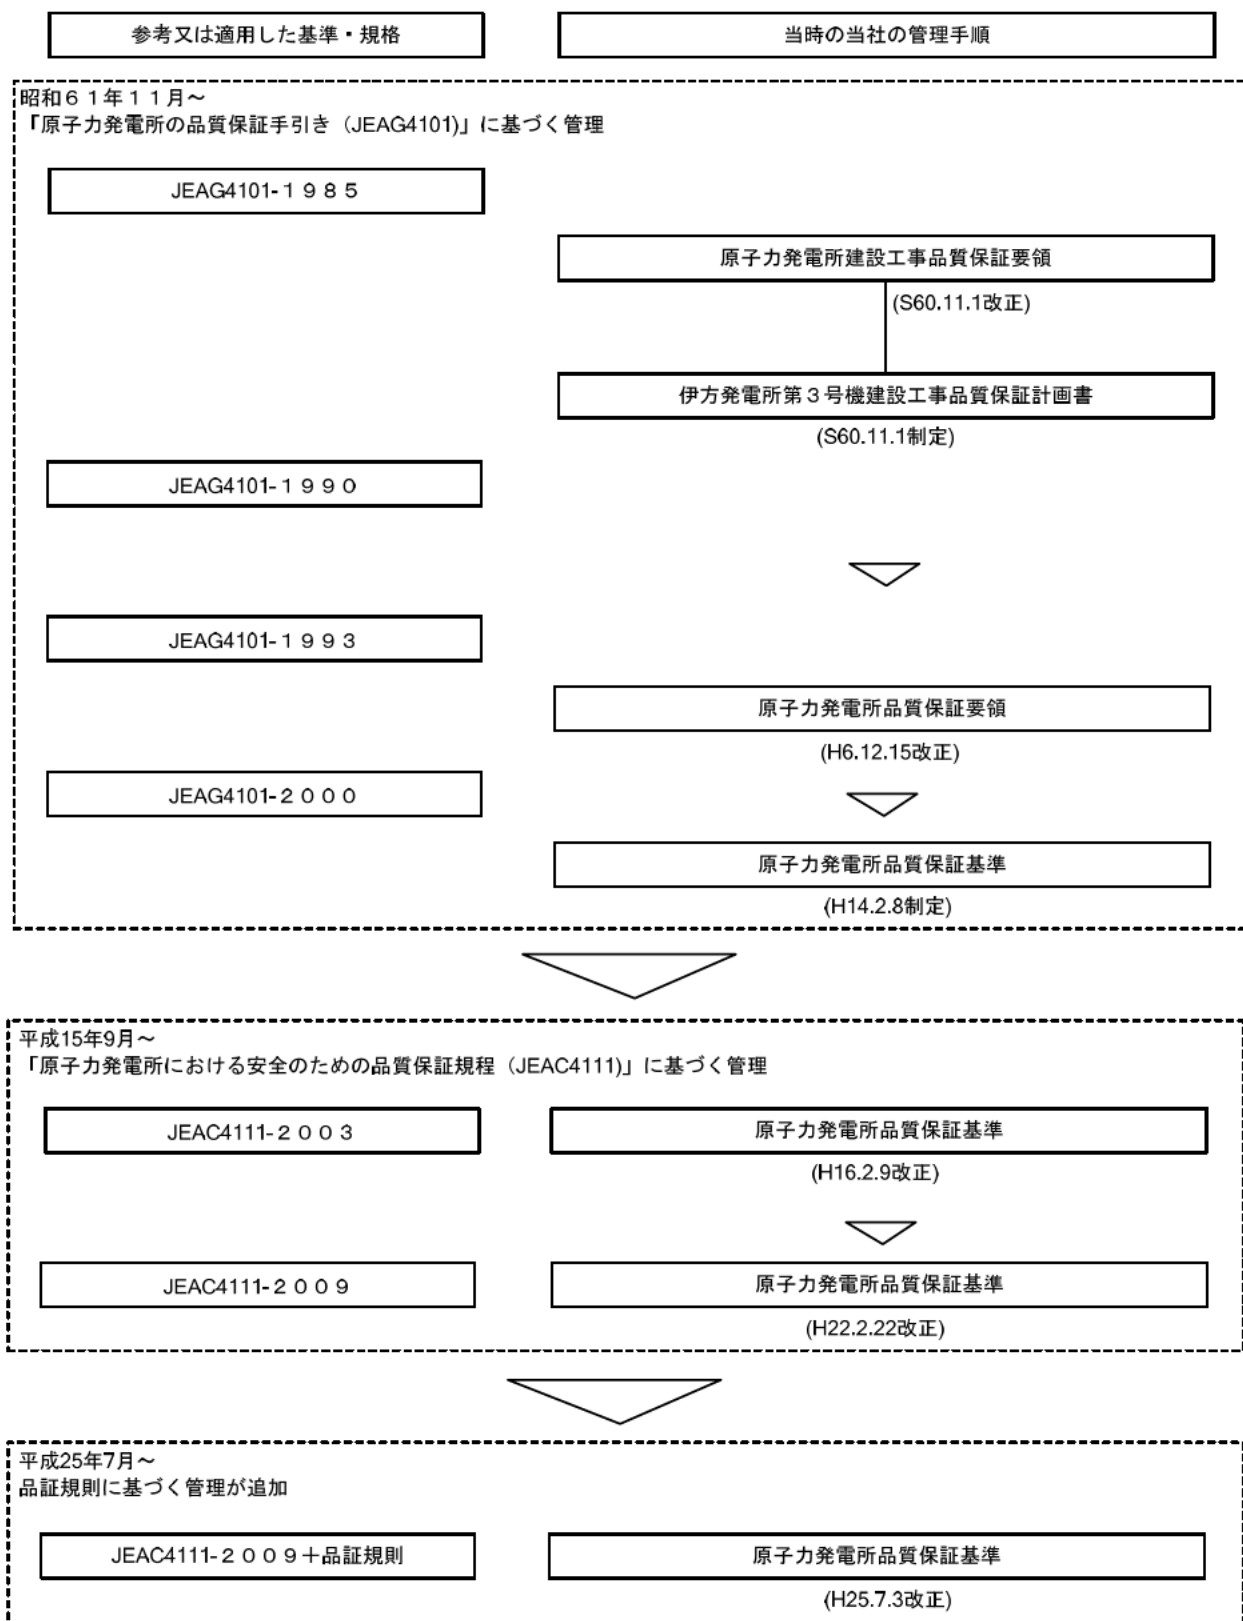 参考又は適用した基準・規格
当時の当社の管理手順
昭和61年11月~
「原子力発電所の品質保証手引き（JEAG4101)」に基づく管理
JEAG4101-1985
原子力発電所建設工事品質保証要領
(S60.11.1改正)
伊方発電所第3号機建設工事品質保証計画書
(S60.11.1制定)
JEAG4101-1990
JEAG4101-1993
原子力発電所品質保証要領
(H6.12.15改正)
JEAG4101-2000
原子力発電所品質保証基準
(H14.2.8制定)
平成15年9月~
「原子力発電所における安全のための品質保証規程（JEAC4111)」に基づく管理
JEAC4111-2003
原子力発電所品質保証基準
(H16.2.9改正)
JEAC4111-2009
原子力発電所品質保証基準
(H22.2.22改正)
平成25年7月~
品証規則に基づく管理が追加
JEAC4111-2009+品証規則
原子力発電所品質保証基準
(H25.7.3改正)